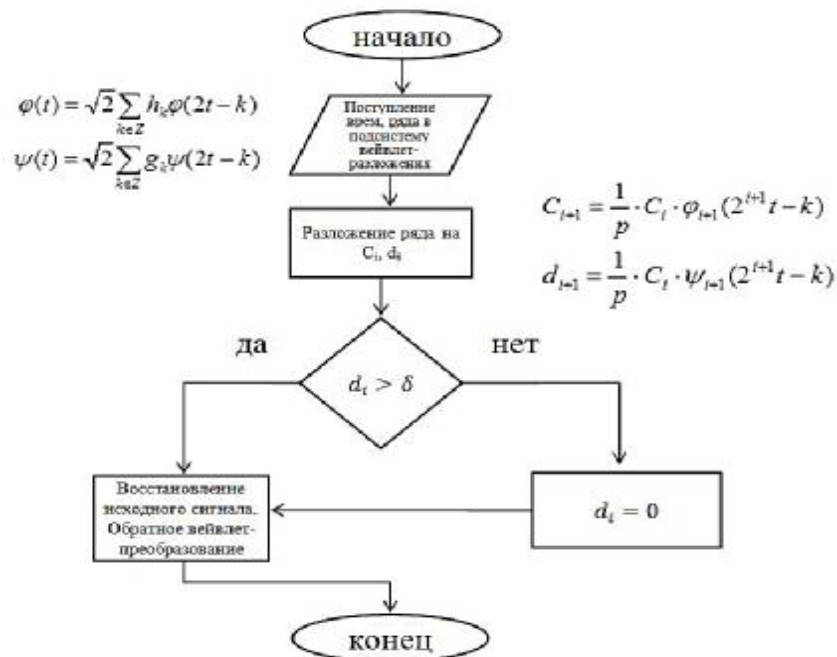 начало
φ(t) = √2 ∑ h_k φ(2t − k)
k∈Z
ψ(t) = √2 ∑ g_k ψ(2t − k)
k∈Z
Поступление
врем, ряда в
подсистему
вейвлет-
разложения
Разложение ряда на
C_i, d_i
C_{i+1} = 1/p · C_i · φ_{i+1}(2^{i+1}t − k)
d_{i+1} = 1/p · C_i · ψ_{i+1}(2^{i+1}t − k)
да
нет
d_i > δ
Восстановление
исходного сигнала.
Обратное вейвлет-
преобразование
d_i = 0
конец